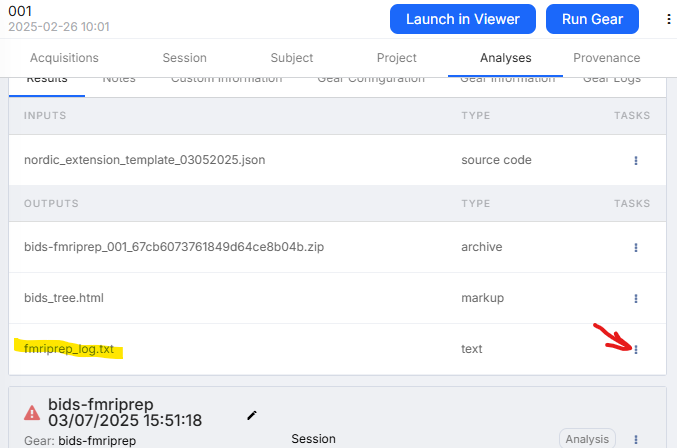 001
2025-02-26 10:01
Launch in Viewer
Run Gear
Acquisitions Session Subject Project Analyses Provenance
Results Notes Custom Information Gear Configuration Gear Information Gear Logs
INPUTS TYPE TASKS
nordic_extension_template_03052025.json source code
OUTPUTS TYPE TASKS
bids-fmriprep_001_67cb6073761849d64ce8b04b.zip archive
bids_tree.html markup
fmriprep_log.txt text
bids-fmriprep
03/07/2025 15:51:18
Gear: bids-fmriprep Session Analysis